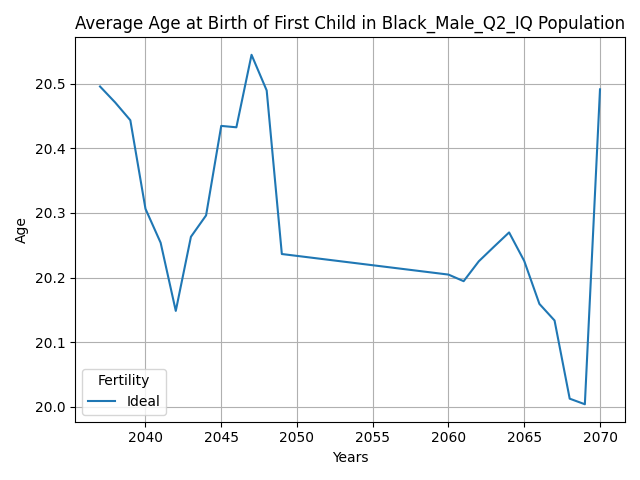 Average Age at Birth of First Child in Black_Male_Q2_IQ Population
20.5
20.4
20.3
20.2
20.1
20.0
Age
Fertility
Ideal
2040 2045 2050 2055 2060 2065 2070
Years